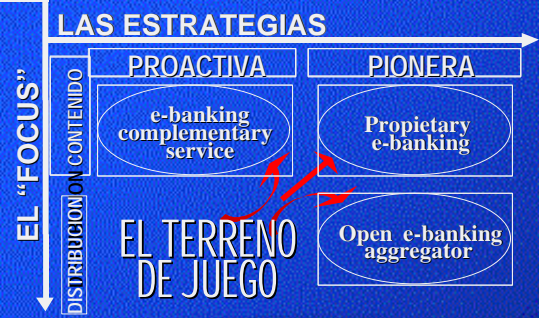 LAS ESTRATEGIAS
PROACTIVA
PIONERA
EL “FOCUS”
CONTENIDO
e-banking
complementary
service
Propietary
e-banking
DISTRIBUCION
EL TERRENO
DE JUEGO
Open e-banking
aggregator